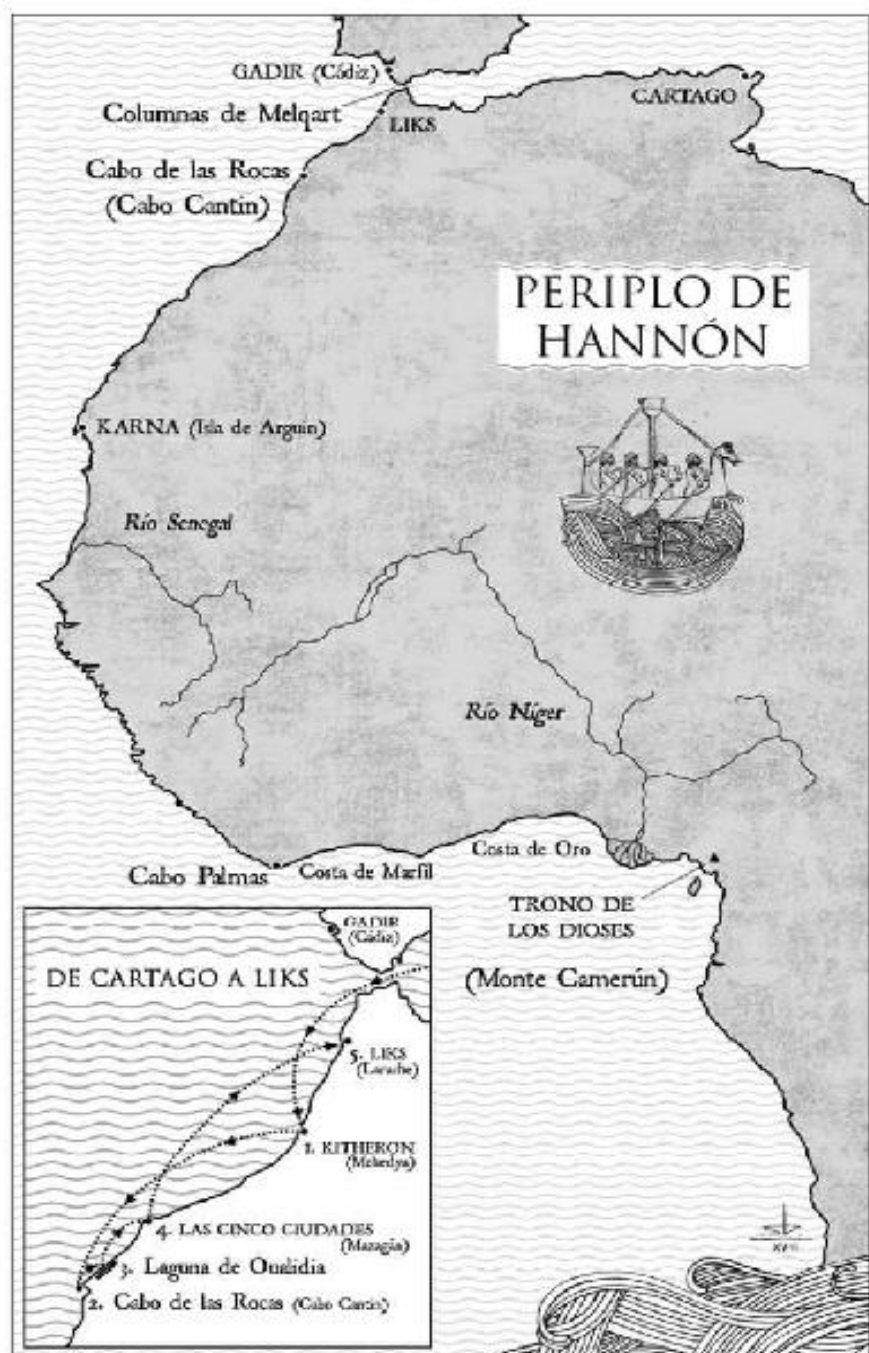 GADIR (Cádiz)
Columnas de Melqart
LIKS
CARTAGO
Cabo de las Rocas
(Cabo Cantin)
PERIPLO DE
HANNÓN
KARNA (Isla de Arguin)
Río Senegal
Río Níger
Cabo Palmas
Costa de Marfil
Costa de Oro
TRONO DE
LOS DIOSES
(Monte Camerún)
GADIR
(Cádiz)
DE CARTAGO A LIKS
5. LIKS
(Larache)
1. KITHERON
(Mehedya)
4. LAS CINCO CIUDADES
(Mazagán)
3. Laguna de Oualidia
2. Cabo de las Rocas (Cabo Cantin)